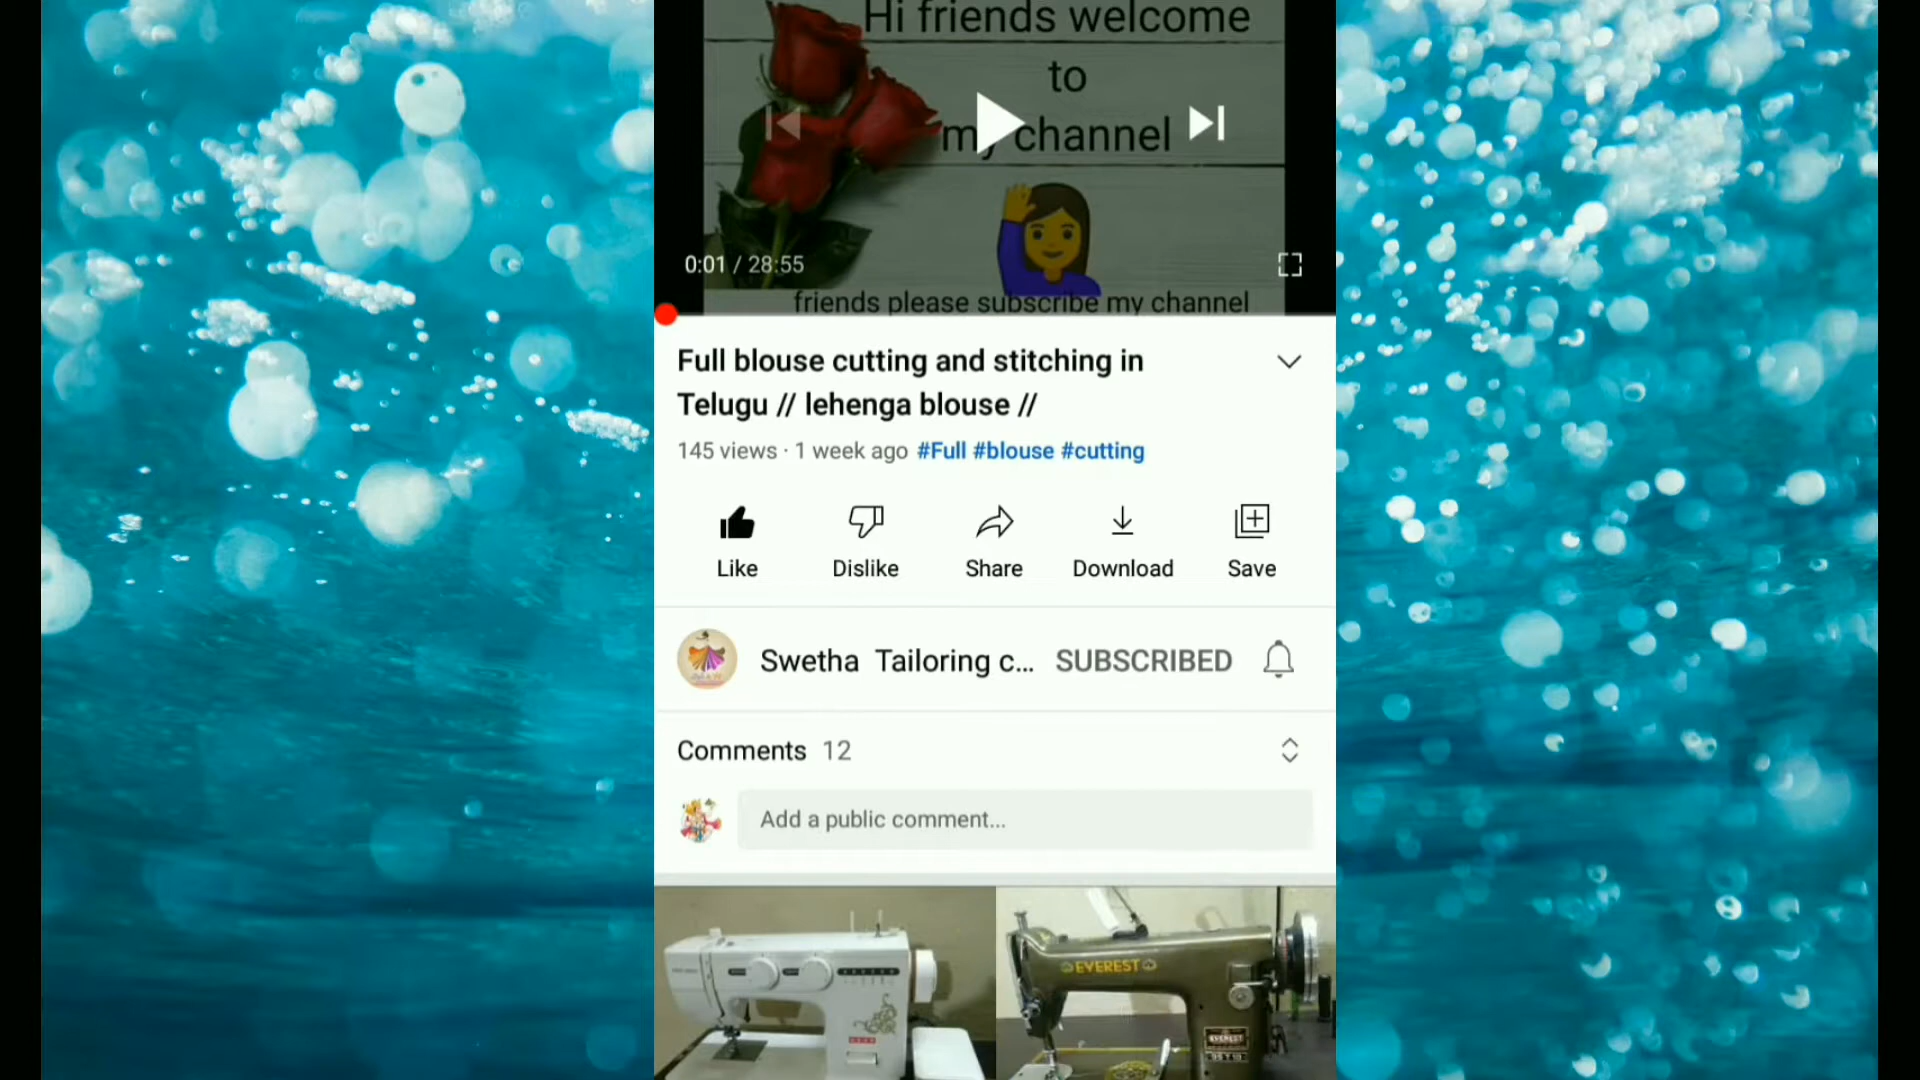 Hi friends welcome
to
my channel
0:01 / 28:55
friends please subscribe my channel
Full blouse cutting and stitching in
Telugu // lehenga blouse //
145 views · 1 week ago #Full #blouse #cutting
Like Dislike Share Download Save
Swetha Tailoring c... SUBSCRIBED
Comments 12
Add a public comment...
EVEREST
EVEREST